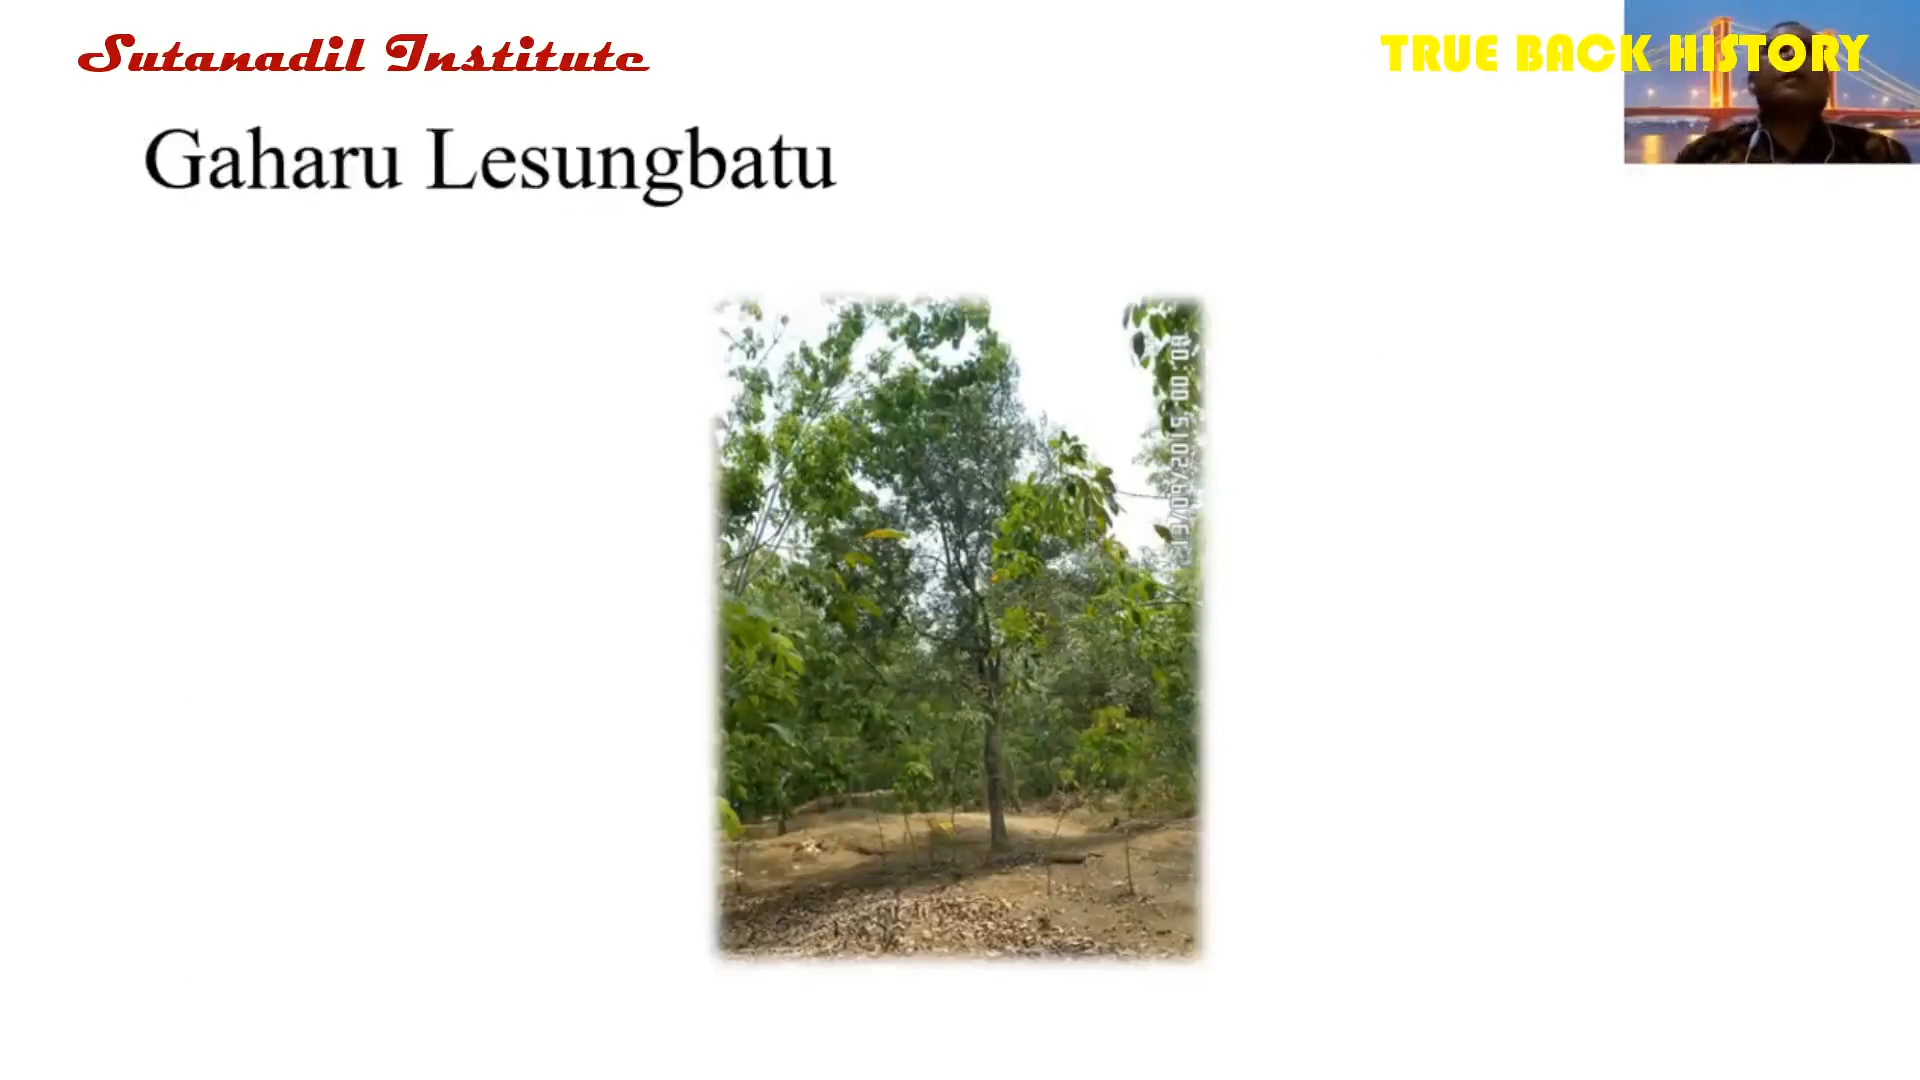 Sutanadil Institute
TRUE BACK HISTORY
Gaharu Lesungbatu
13/09/2015 00:08